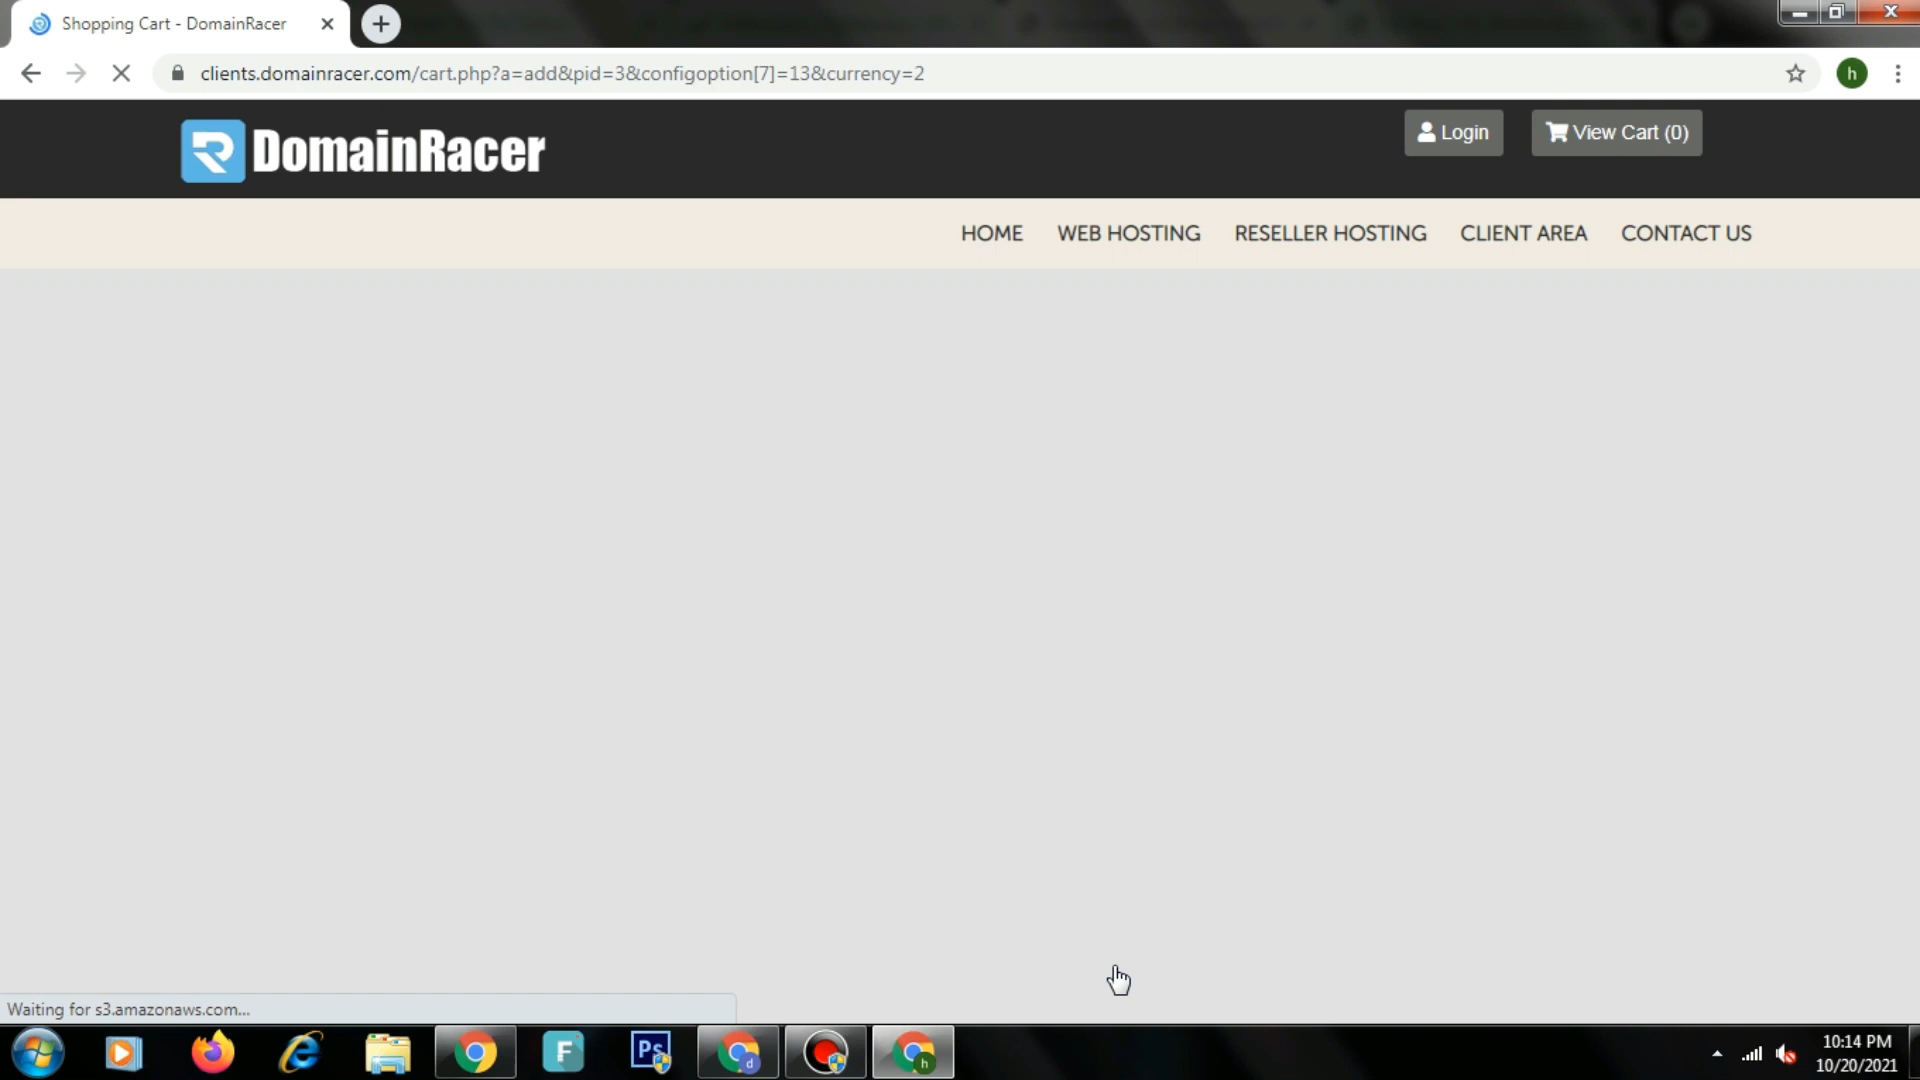 Shopping Cart - DomainRacer
clients.domainracer.com/cart.php?a=add&pid=3&configoption[7]=13&currency=2
h
DomainRacer
Login
View Cart (0)
HOME WEB HOSTING RESELLER HOSTING CLIENT AREA CONTACT US
Waiting for s3.amazonaws.com...
F
Ps
d
h
10:14 PM
10/20/2021